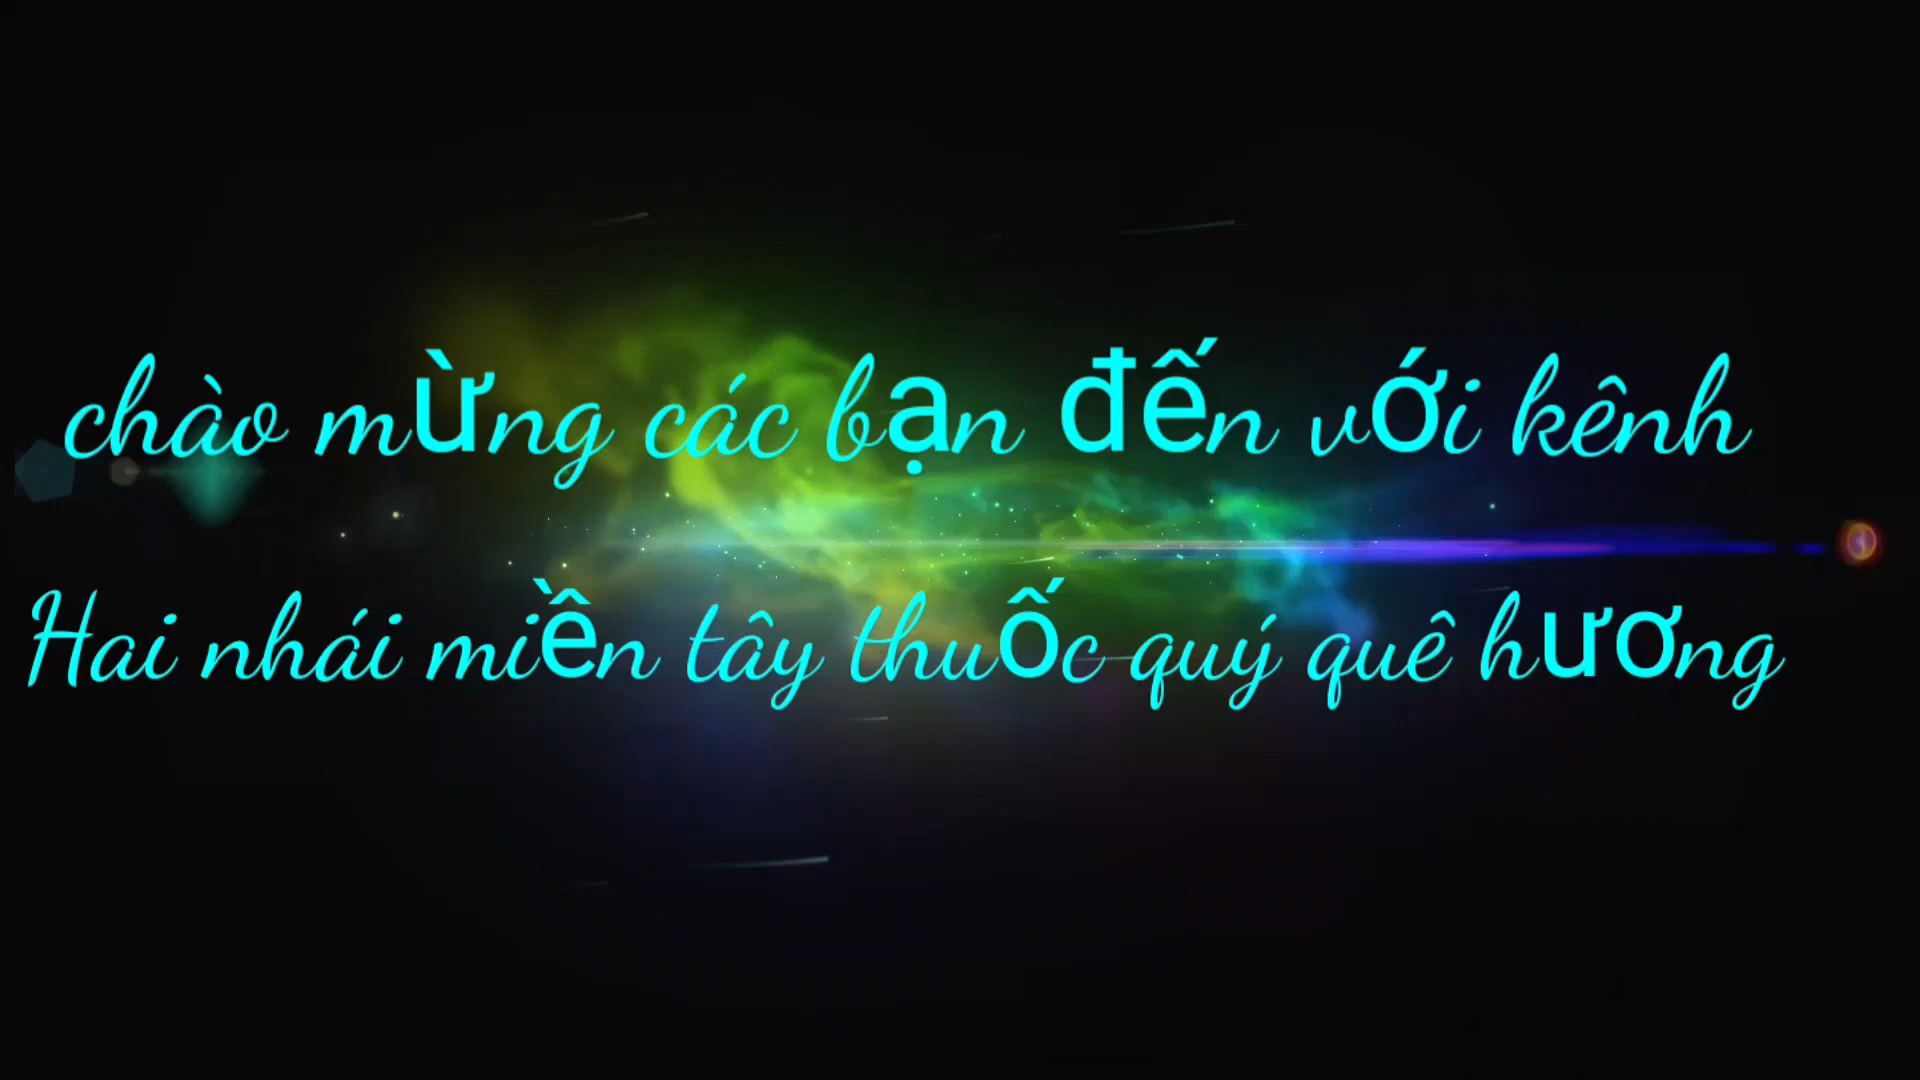 chào mừng các bạn đến với kênh
Hai nhái miền tây thuốc quý quê hương